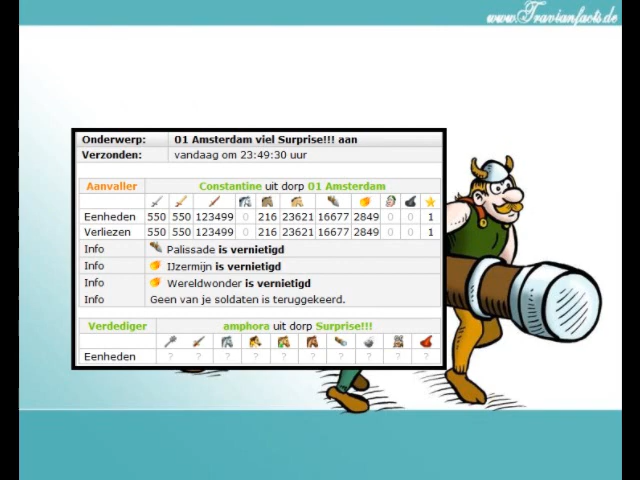 www.Travianfacts.de
Onderwerp: 01 Amsterdam viel Surprise!!! aan
Verzonden: vandaag om 23:49:30 uur
Aanvaller Constantine uit dorp 01 Amsterdam
Eenheden 550 550 123499 0 216 23621 16677 2849 0 0 1
Verliezen 550 550 123499 0 216 23621 16677 2849 0 0 1
Info Palissade is vernietigd
Info IJzermijn is vernietigd
Info Wereldwonder is vernietigd
Info Geen van je soldaten is teruggekeerd.
Verdediger amphora uit dorp Surprise!!!
Eenheden ? ? ? ? ? ? ? ? ? ?